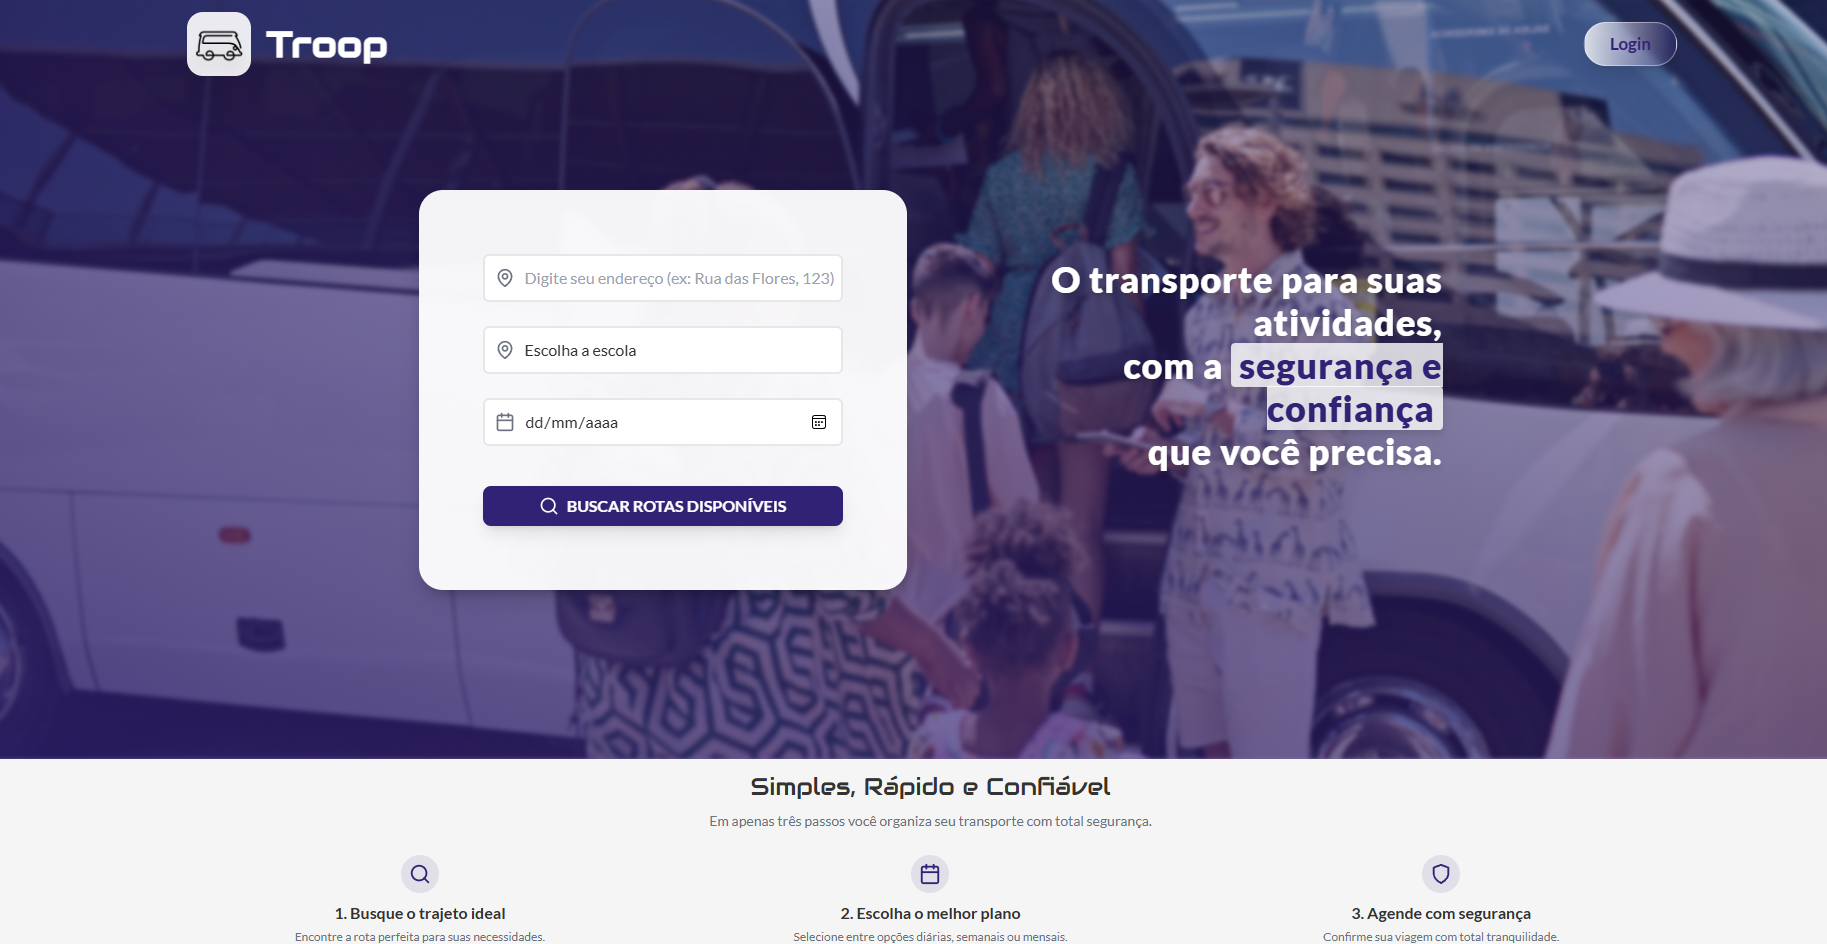 Troop
Login
Digite seu endereço (ex: Rua das Flores, 123)
Escolha a escola
dd/mm/aaaa
BUSCAR ROTAS DISPONÍVEIS
O transporte para suas
atividades,
com a segurança e
confiança
que você precisa.
Simples, Rápido e Confiável
Em apenas três passos você organiza seu transporte com total segurança.
1. Busque o trajeto ideal
Encontre a rota perfeita para suas necessidades.
2. Escolha o melhor plano
Selecione entre opções diárias, semanais ou mensais.
3. Agende com segurança
Confirme sua viagem com total tranquilidade.